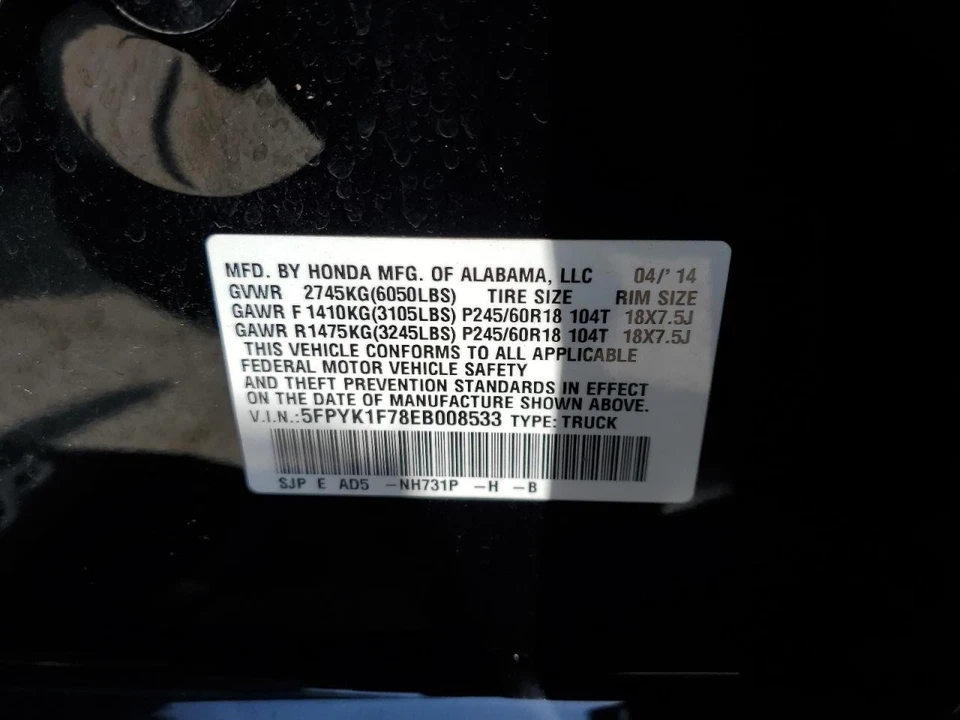 MFD. BY HONDA MFG. OF ALABAMA, LLC 04/' 14
GVWR 2745KG(6050LBS) TIRE SIZE RIM SIZE
GAWR F 1410KG(3105LBS) P245/60R18 104T 18X7.5J
GAWR R1475KG(3245LBS) P245/60R18 104T 18X7.5J
THIS VEHICLE CONFORMS TO ALL APPLICABLE
FEDERAL MOTOR VEHICLE SAFETY
AND THEFT PREVENTION STANDARDS IN EFFECT
ON THE DATE OF MANUFACTURE SHOWN ABOVE.
V.I.N.:5FPYK1F78EB008533 TYPE: TRUCK
SJP E AD5 -NH731P -H -B